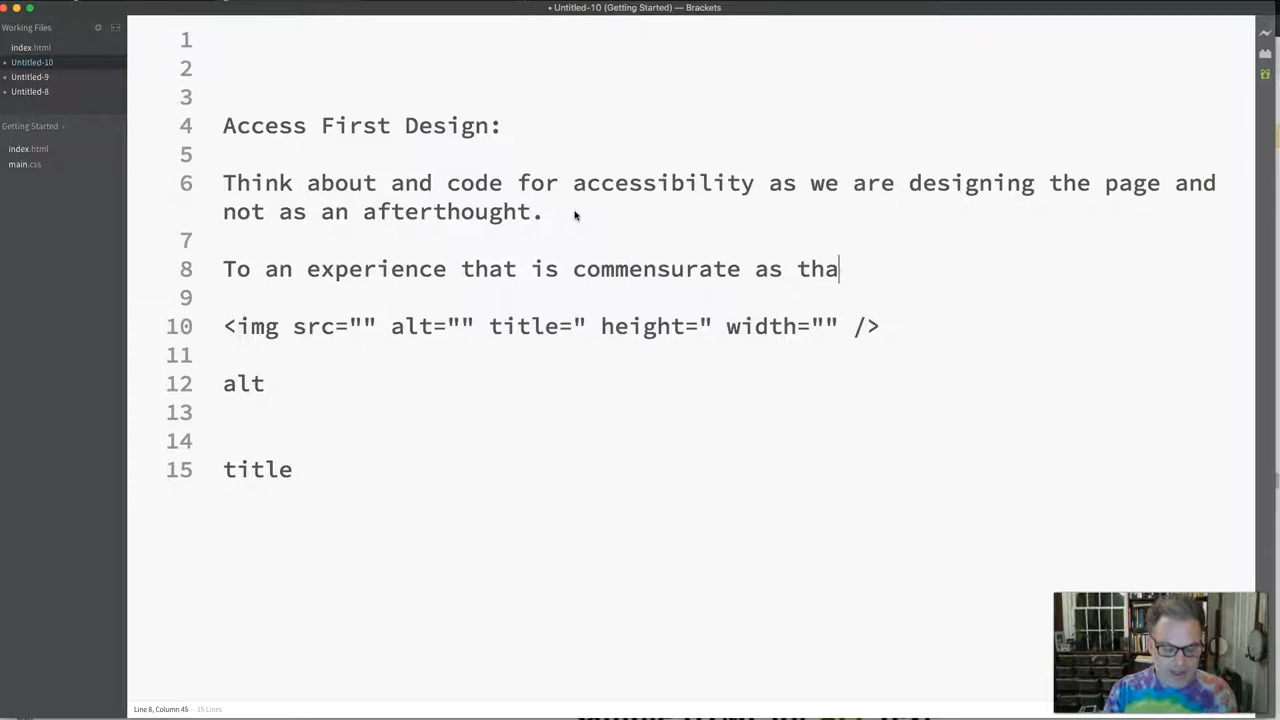 • Untitled-10 (Getting Started) — Brackets
Working Files
index.html
Untitled-10
Untitled-9
Untitled-8
Getting Started
index.html
main.css
1
2
3
4 Access First Design:
5
6 Think about and code for accessibility as we are designing the page and
not as an afterthought.
7
8 To an experience that is commensurate as tha
9
10 <img src="" alt="" title=" height=" width="" />
11
12 alt
13
14
15 title
Line 8, Column 45 — 15 Lines